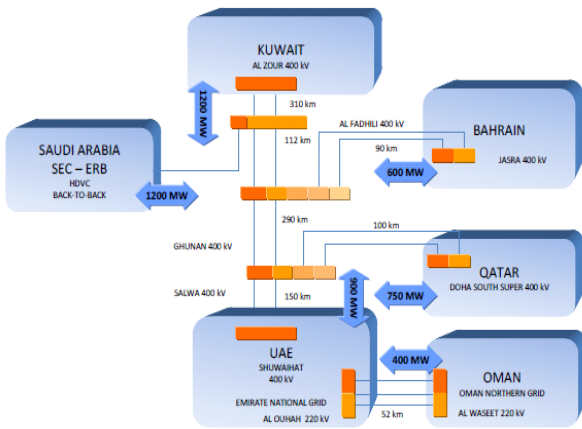 KUWAIT
AL ZOUR 400 kV
1200 MW
310 km
112 km
AL FADHILI 400 kV
90 km
BAHRAIN
JASRA 400 kV
600 MW
SAUDI ARABIA
SEC – ERB
HDVC
BACK-TO-BACK
1200 MW
290 km
GHUNAN 400 kV
100 km
QATAR
DOHA SOUTH SUPER 400 kV
SALWA 400 kV
150 km
900 MW
750 MW
UAE
SHUWAIHAT
400 kV
400 MW
OMAN
OMAN NORTHERN GRID
EMIRATE NATIONAL GRID
AL OUHAH 220 kV
52 km
AL WASEET 220 kV